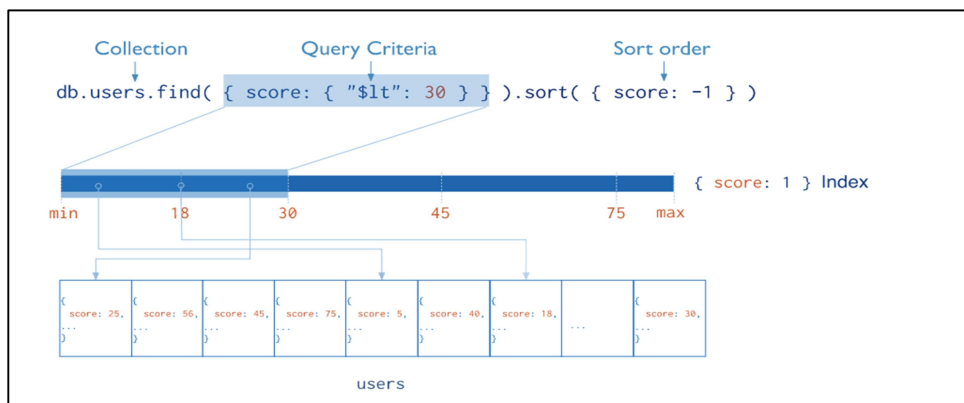 Collection Query Criteria Sort order
db.users.find( { score: { "$lt": 30 } } ).sort( { score: -1 } )
{ score: 1 } Index
min 18 30 45 75 max
{ { { { { { { {
score: 25, score: 56, score: 45, score: 75, score: 5, score: 40, score: 18, score: 30,
... ... ... ... ... ... ... ... ...
} } } } } } } }
users